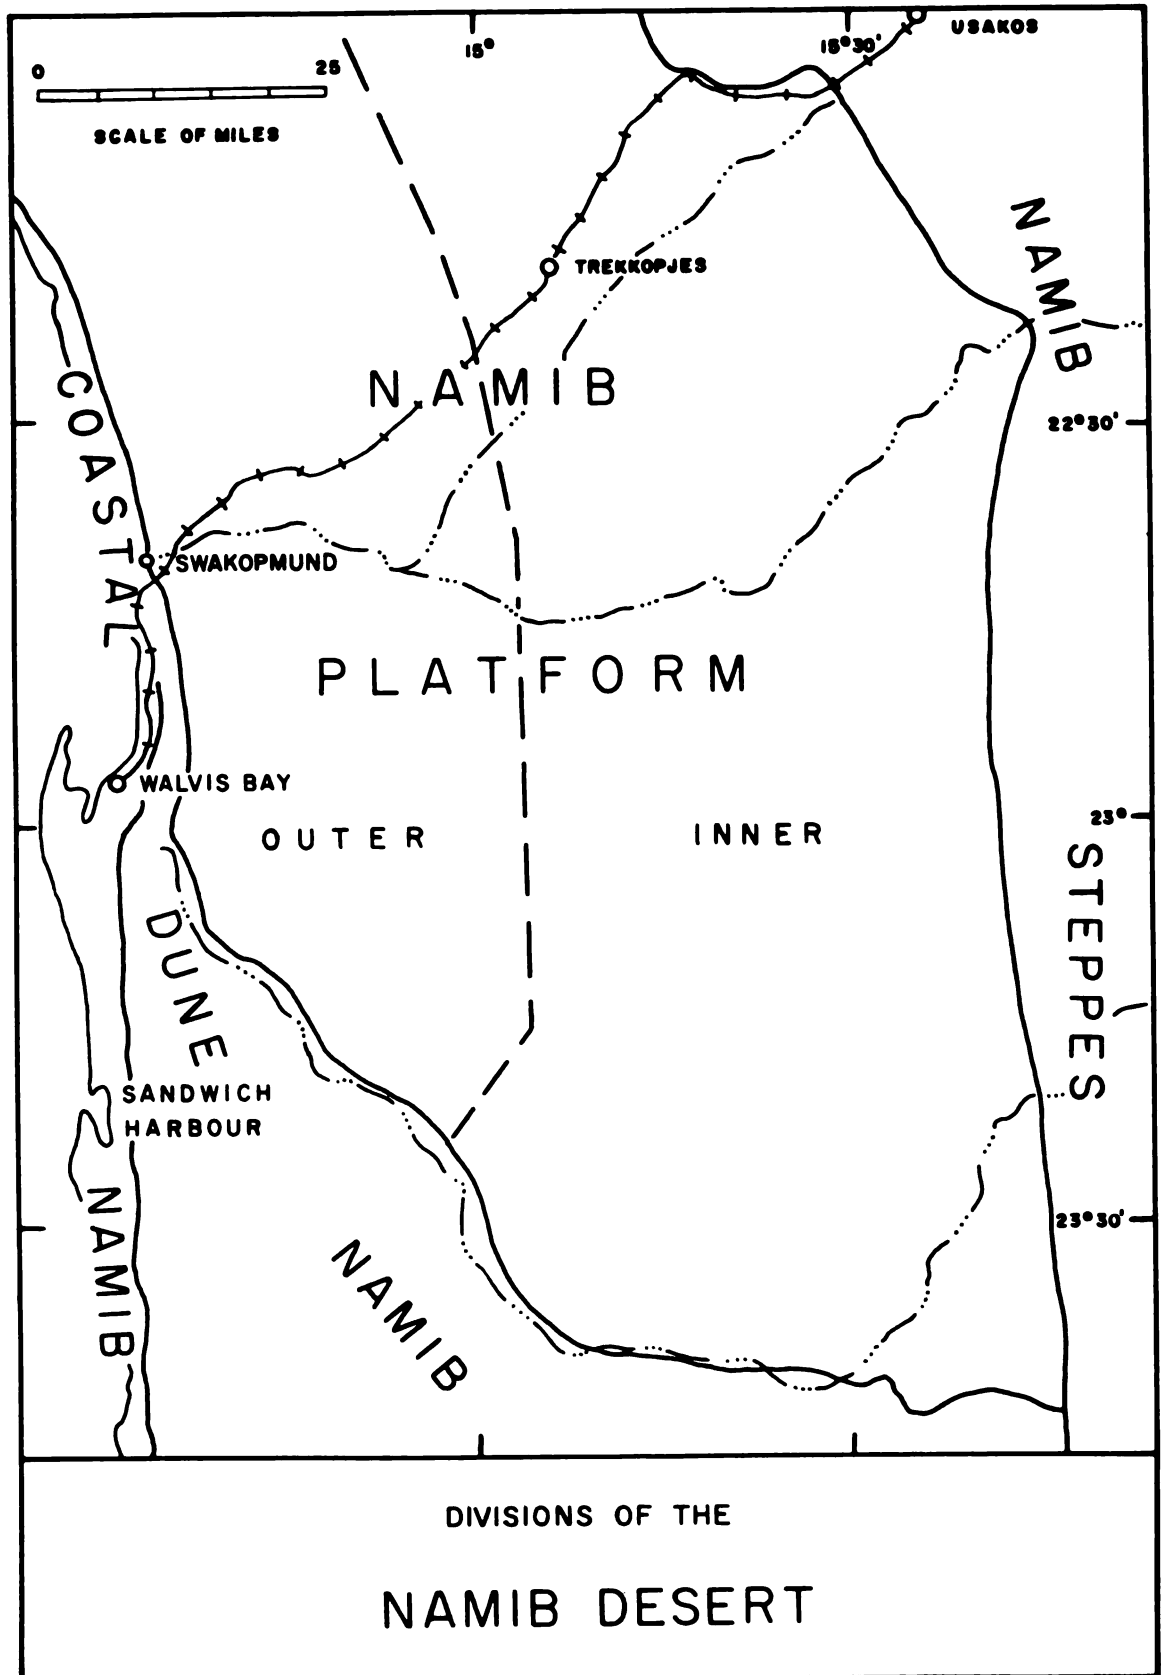 USAKOS
15°
15°30'
0 25
SCALE OF MILES
NAMIB
TREKKOPJES
NAMIB
COASTAL
22°30'
SWAKOPMUND
PLATFORM
WALVIS BAY
OUTER
INNER
23°
STEPPES
DUNE
SANDWICH
HARBOUR
NAMIB
23°30'
NAMIB
DIVISIONS OF THE
NAMIB DESERT